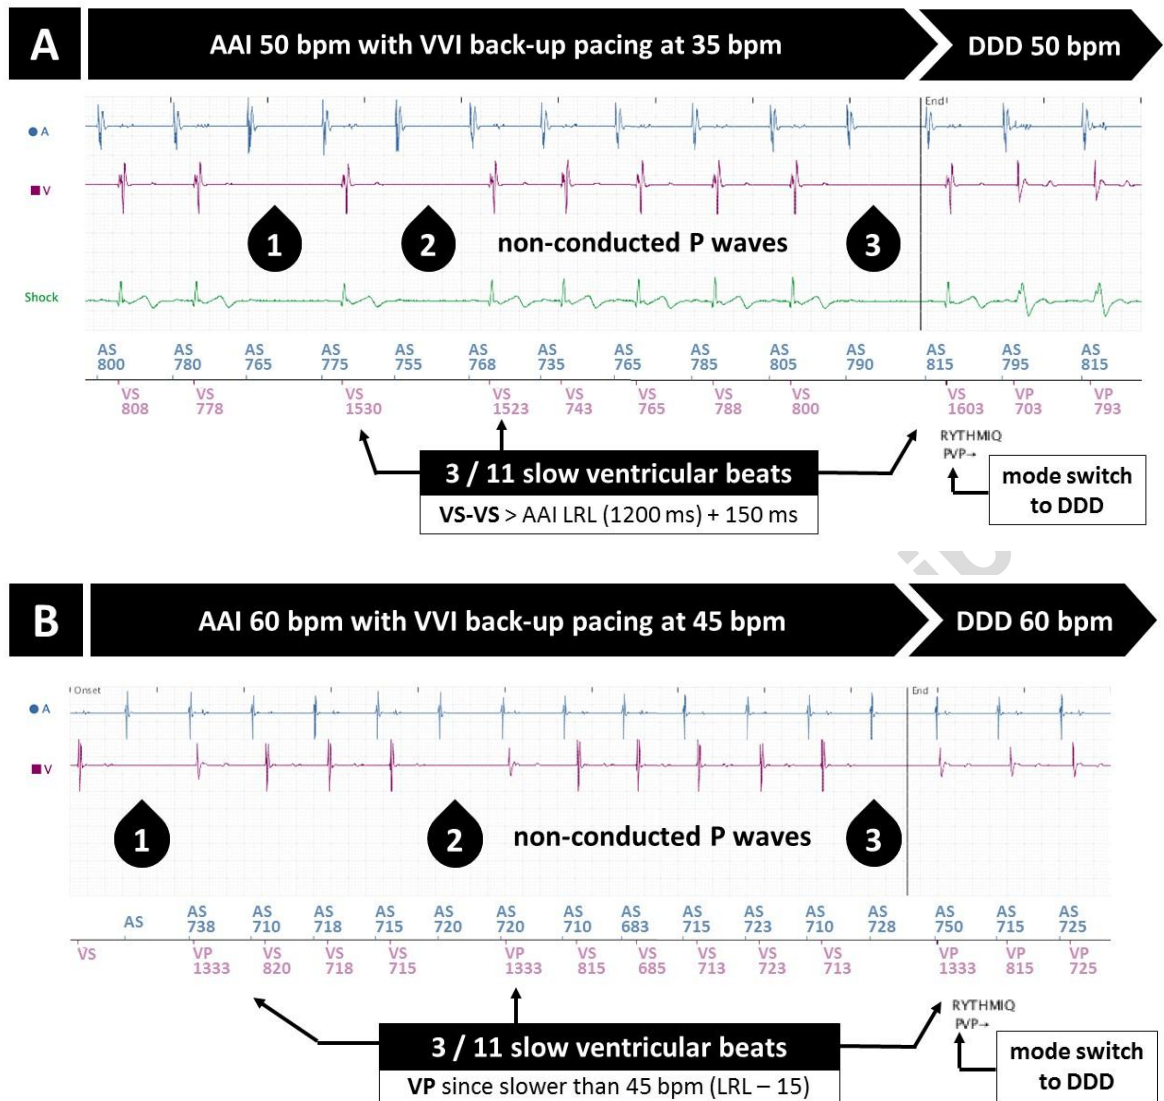 A
AAI 50 bpm with VVI back-up pacing at 35 bpm
DDD 50 bpm
End
A
V
1
2
non-conducted P waves
3
Shock
AS AS AS AS AS AS AS AS AS AS AS AS AS AS
800 780 765 775 755 768 735 765 785 805 790 815 795 815
VS VS VS VS VS VS VS VS VS VP VP
808 778 1530 1523 743 765 788 800 1603 703 793
RYTHMIQ
PVP→
3 / 11 slow ventricular beats
VS-VS > AAI LRL (1200 ms) + 150 ms
mode switch
to DDD
B
AAI 60 bpm with VVI back-up pacing at 45 bpm
DDD 60 bpm
Onset
End
A
V
1
2
non-conducted P waves
3
AS AS AS AS AS AS AS AS AS AS AS AS AS AS AS AS
738 710 718 715 720 720 710 683 715 723 710 728 750 715 725
VS VP VS VS VS VP VS VS VS VS VS VP VP VP
1333 820 718 715 1333 815 685 713 723 713 1333 815 725
RYTHMIQ
PVP→
3 / 11 slow ventricular beats
VP since slower than 45 bpm (LRL – 15)
mode switch
to DDD